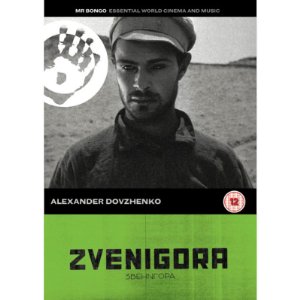 MR BONGO ESSENTIAL WORLD CINEMA AND MUSIC
ALEXANDER DOVZHENKO
12
ZVENIGORA
ЗВЕНИГОРА